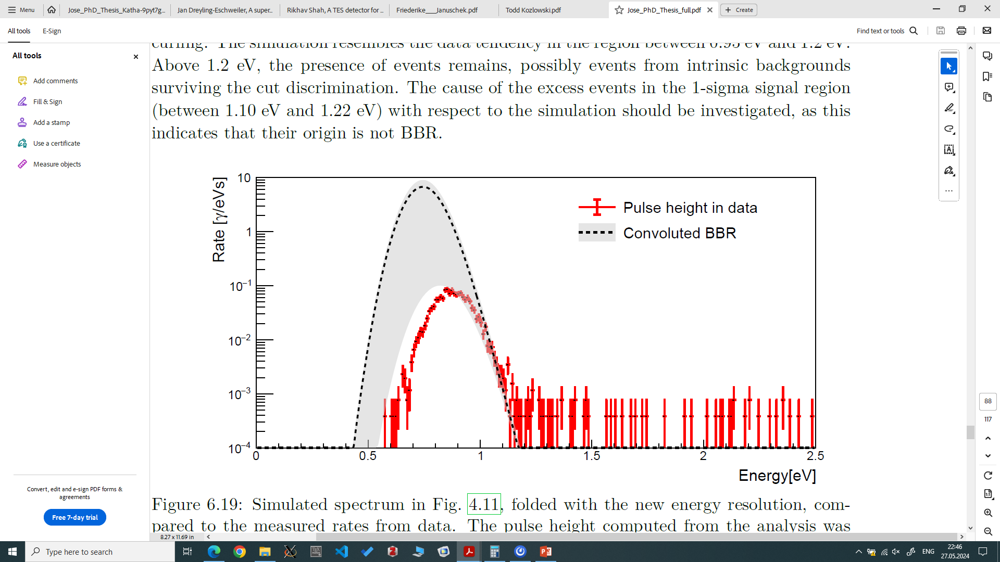 Menu
Jose_PhD_Thesis_Katha-9pyt7g...
Jan Dreyling-Eschweiler, A super...
Rikhav Shah, A TES detector for ...
Friederike___Januschek.pdf
Todd Kozlowski.pdf
Jose_PhD_Thesis_full.pdf
Create
All tools
E-Sign
Find text or tools
All tools
Add comments
Fill & Sign
Add a stamp
Use a certificate
Measure objects
Convert, edit and e-sign PDF forms &
agreements
Free 7-day trial
curing. The simulation resembles the data tendency in the region between 0.95 eV and 1.2 eV.
Above 1.2 eV, the presence of events remains, possibly events from intrinsic backgrounds
surviving the cut discrimination. The cause of the excess events in the 1-sigma signal region
(between 1.10 eV and 1.22 eV) with respect to the simulation should be investigated, as this
indicates that their origin is not BBR.
Rate [γ/eVs]
10
1
10⁻¹
10⁻²
10⁻³
10⁻⁴
Pulse height in data
Convoluted BBR
0 0.5 1 1.5 2 2.5
Energy[eV]
Figure 6.19: Simulated spectrum in Fig. 4.11, folded with the new energy resolution, com-
pared to the measured rates from data. The pulse height computed from the analysis was
8.27 x 11.69 in
88
117
Type here to search
ENG
22:46
27.05.2024